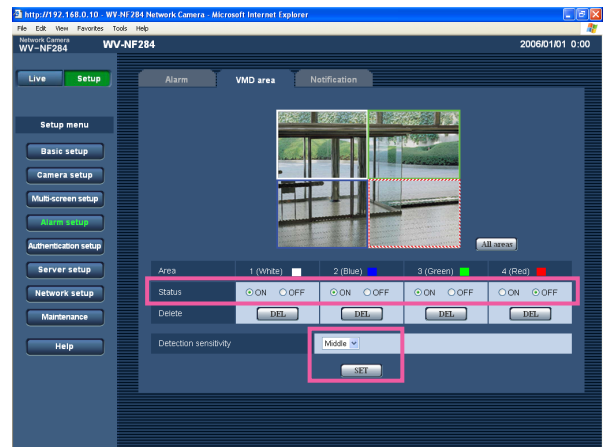 http://192.168.0.10 - WV-NF284 Network Camera - Microsoft Internet Explorer
File Edit View Favorites Tools Help
Network Camera
WV-NF284
WV-NF284
2006/01/01 0:00
Live Setup
Alarm VMD area Notification
Setup menu
Basic setup
Camera setup
Multi-screen setup
Alarm setup
Authentication setup
Server setup
Network setup
Maintenance
Help
All areas
Area 1 (White) 2 (Blue) 3 (Green) 4 (Red)
Status ON OFF ON OFF ON OFF ON OFF
Delete DEL DEL DEL DEL
Detection sensitivity Middle
SET